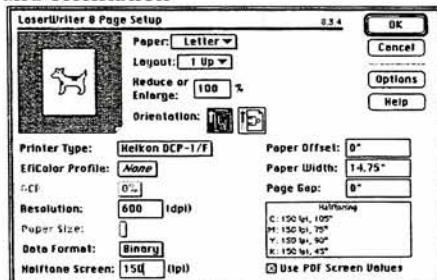 LaserWriter 8 Page Setup 8.3.4 OK
Paper: Letter Cancel
Layout: 1 Up
Reduce or Enlarge: 100 % Options
Orientation: Help
Printer Type: Heikon DCP-1/F Paper Offset: 0"
EfiColor Profile: None Paper Width: 14.75"
GCR: 0% Page Gap: 0"
Resolution: 600 (dpi) Halftoning
C: 150 lpi, 105°
Paper Size: M: 150 lpi, 75°
Y: 150 lpi, 90°
Data Format: Binary K: 150 lpi, 45°
Halftone Screen: 150 (lpi) Use PDF Screen Values